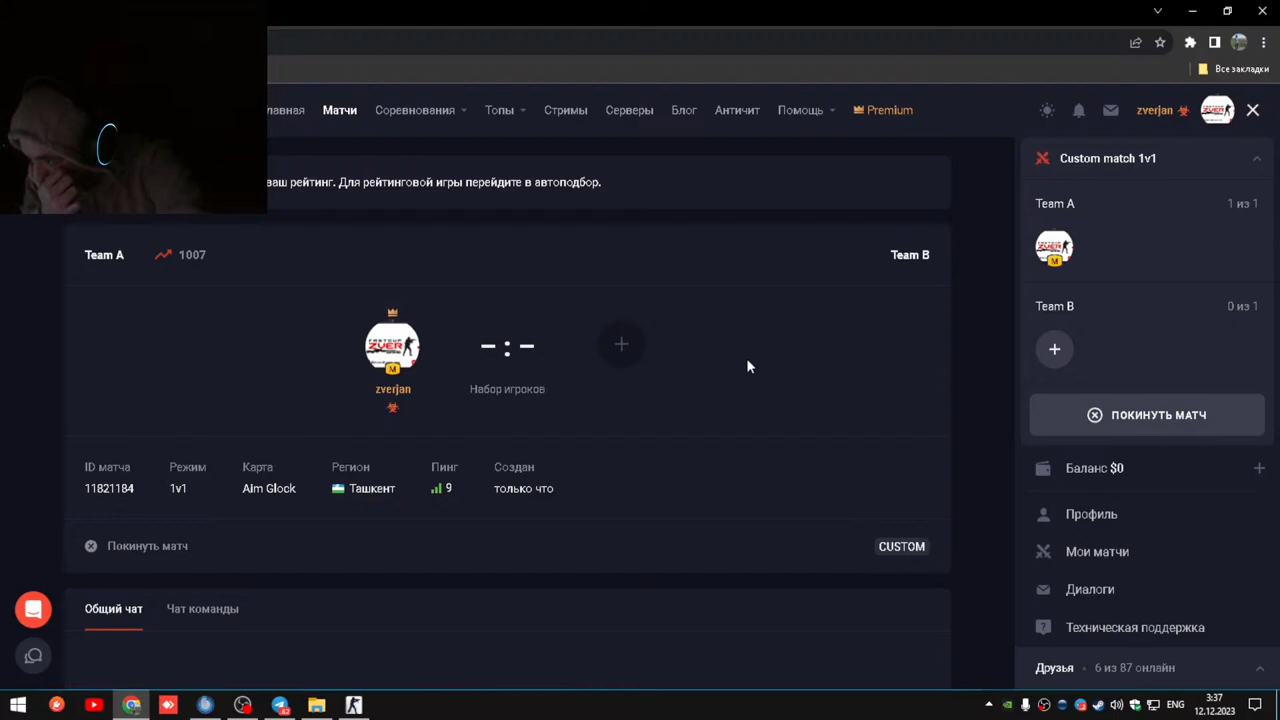 Все закладки
лавная
Матчи
Соревнования
Топы
Стримы
Серверы
Блог
Античит
Помощь
Premium
zverjan
ваш рейтинг. Для рейтинговой игры перейдите в автоподбор.
Team A
1007
Team B
FASTCUP
ZVER
M
zverjan
- : -
Набор игроков
ID матча
Режим
Карта
Регион
Пинг
Создан
11821184
1v1
Aim Glock
Ташкент
9
только что
Покинуть матч
CUSTOM
Общий чат
Чат команды
Custom match 1v1
Team A
1 из 1
ZVER
M
Team B
0 из 1
+
ПОКИНУТЬ МАТЧ
Баланс $0
Профиль
Мои матчи
Диалоги
Техническая поддержка
Друзья • 6 из 87 онлайн
ENG
3:37
12.12.2023